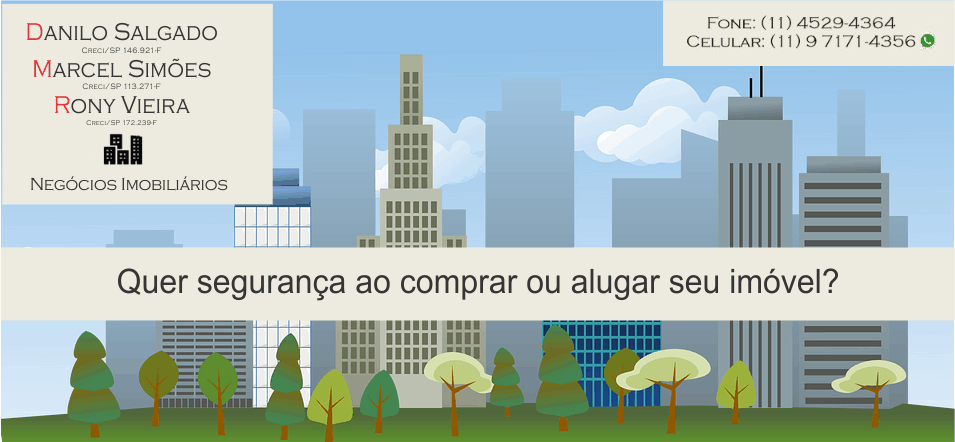 Danilo Salgado
Creci/SP 146.921-F
Marcel Simões
Creci/SP 113.271-F
Rony Vieira
Creci/SP 172.239-F
Negócios Imobiliários
Fone: (11) 4529-4364
Celular: (11) 9 7171-4356
Quer segurança ao comprar ou alugar seu imóvel?